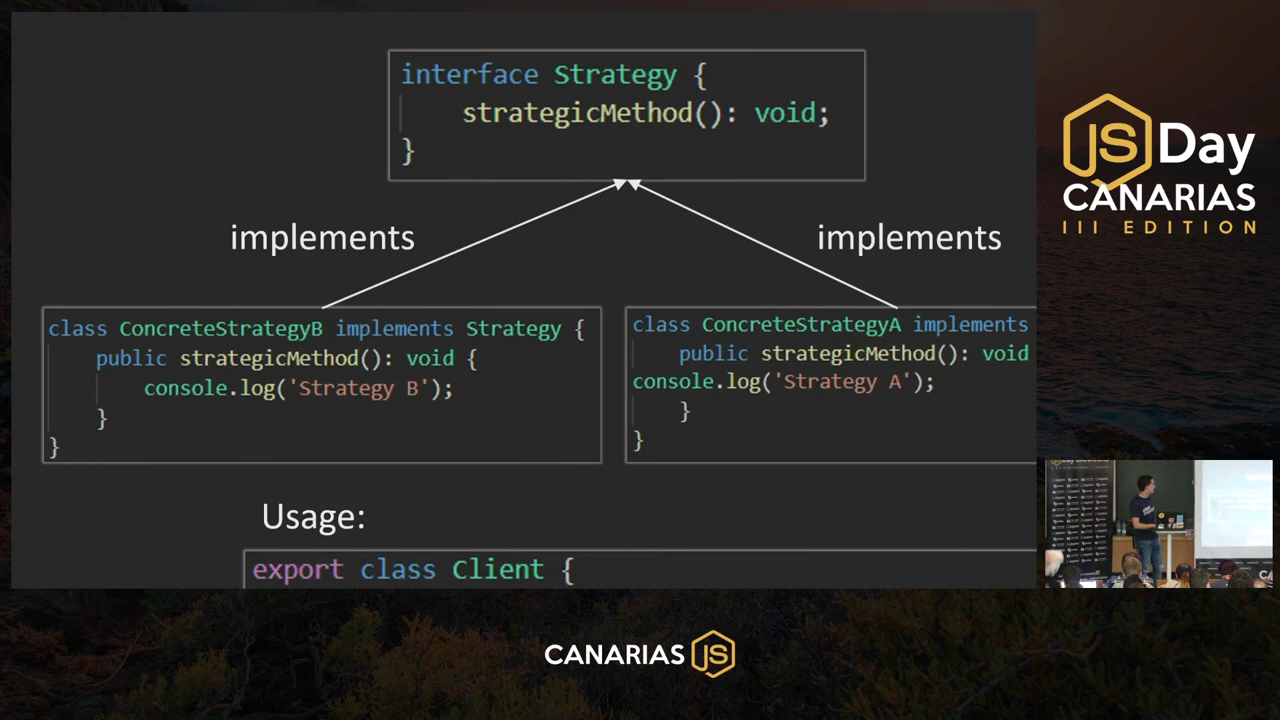 interface Strategy {
strategicMethod(): void;
}
implements
implements
class ConcreteStrategyB implements Strategy {
public strategicMethod(): void {
console.log('Strategy B');
}
}
class ConcreteStrategyA implements
public strategicMethod(): void
console.log('Strategy A');
}
}
Usage:
export class Client {
JS Day
CANARIAS
III EDITION
CANARIAS JS